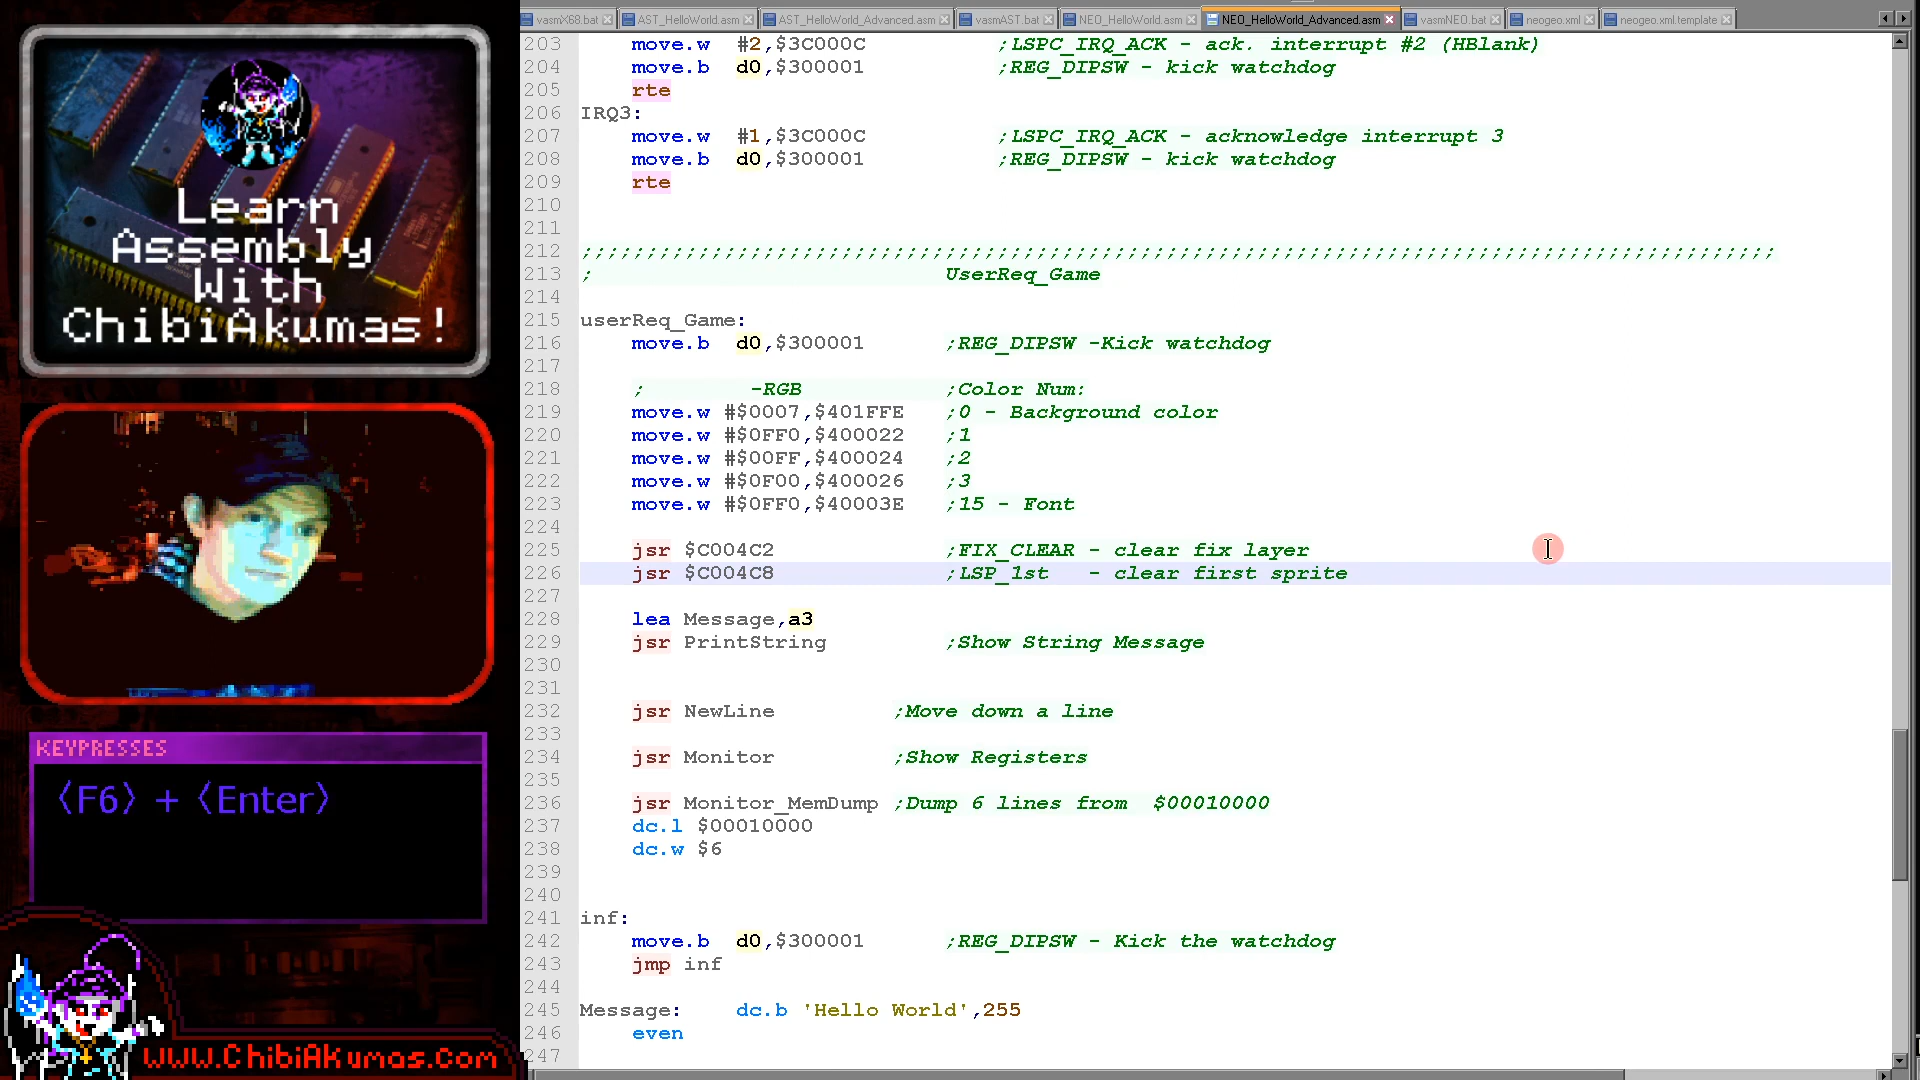 vasmX68.bat AST_HelloWorld.asm AST_HelloWorld_Advanced.asm vasmAST.bat NEO_HelloWorld.asm NEO_HelloWorld_Advanced.asm vasmNEO.bat neogeo.xml neogeo.xml.template
Learn
Assembly
With
ChibiAkumas!
KEYPRESSES
〈F6〉 + 〈Enter〉
www.ChibiAkumas.com
203 move.w #2,$3C000C ;LSPC_IRQ_ACK - ack. interrupt #2 (HBlank)
204 move.b d0,$300001 ;REG_DIPSW - kick watchdog
205 rte
206 IRQ3:
207 move.w #1,$3C000C ;LSPC_IRQ_ACK - acknowledge interrupt 3
208 move.b d0,$300001 ;REG_DIPSW - kick watchdog
209 rte
210
211
212 ;;;;;;;;;;;;;;;;;;;;;;;;;;;;;;;;;;;;;;;;;;;;;;;;;;;;;;;;;;;;;;;;;;;;;;;;;;;;;;;;;;;;;;;;;;;;
213 ; UserReq_Game
214
215 userReq_Game:
216 move.b d0,$300001 ;REG_DIPSW -Kick watchdog
217
218 ; -RGB ;Color Num:
219 move.w #$0007,$401FFE ;0 - Background color
220 move.w #$0FF0,$400022 ;1
221 move.w #$00FF,$400024 ;2
222 move.w #$0F00,$400026 ;3
223 move.w #$0FF0,$40003E ;15 - Font
224
225 jsr $C004C2 ;FIX_CLEAR - clear fix layer
226 jsr $C004C8 ;LSP_1st - clear first sprite
227
228 lea Message,a3
229 jsr PrintString ;Show String Message
230
231
232 jsr NewLine ;Move down a line
233
234 jsr Monitor ;Show Registers
235
236 jsr Monitor_MemDump ;Dump 6 lines from $00010000
237 dc.l $00010000
238 dc.w $6
239
240
241 inf:
242 move.b d0,$300001 ;REG_DIPSW - Kick the watchdog
243 jmp inf
244
245 Message: dc.b 'Hello World',255
246 even
247